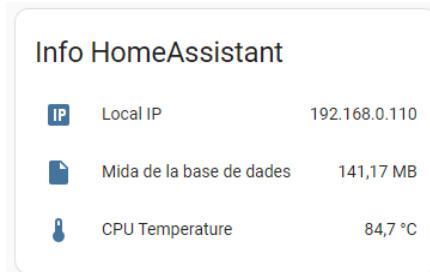 Info HomeAssistant
IP Local IP 192.168.0.110
Mida de la base de dades 141,17 MB
CPU Temperature 84,7 °C